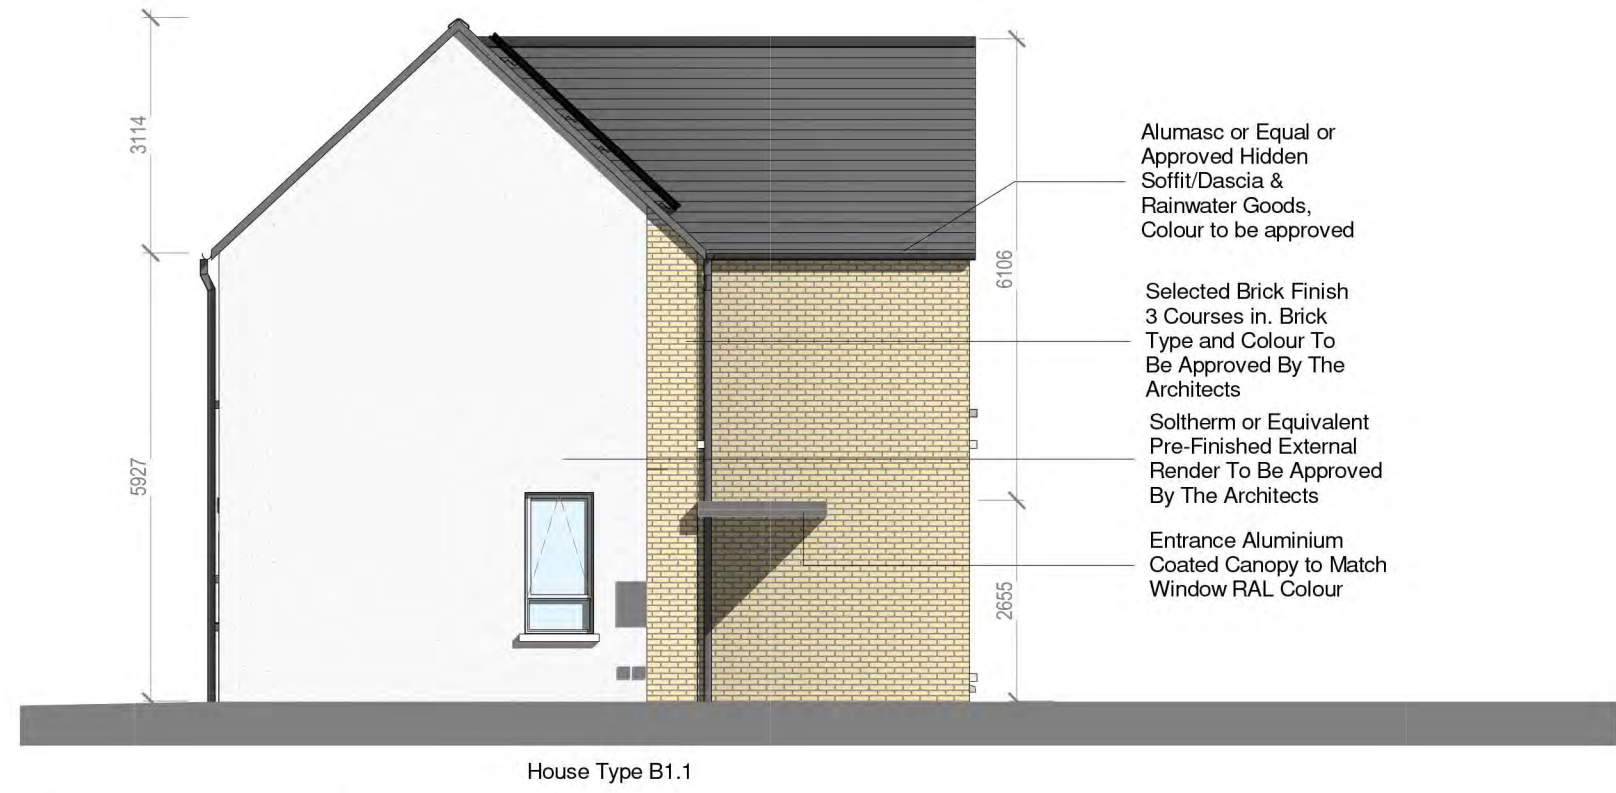 3114
5927
6106
2655
Alumasc or Equal or
Approved Hidden
Soffit/Dascia &
Rainwater Goods,
Colour to be approved
Selected Brick Finish
3 Courses in. Brick
Type and Colour To
Be Approved By The
Architects
Soltherm or Equivalent
Pre-Finished External
Render To Be Approved
By The Architects
Entrance Aluminium
Coated Canopy to Match
Window RAL Colour
House Type B1.1